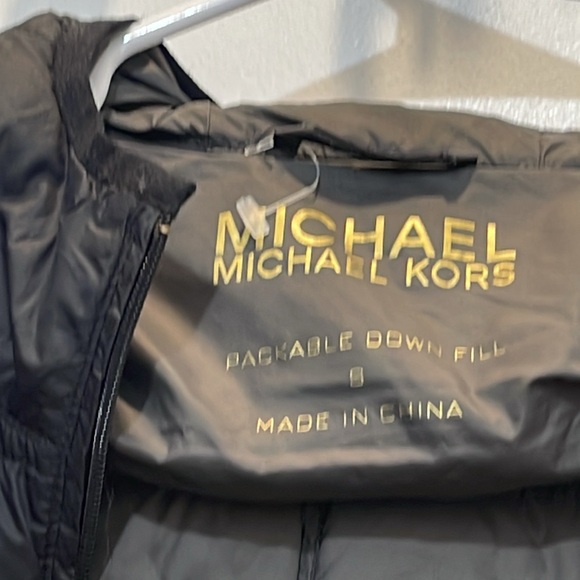 MICHAEL
MICHAEL KORS
PACKABLE DOWN FILL
S
MADE IN CHINA